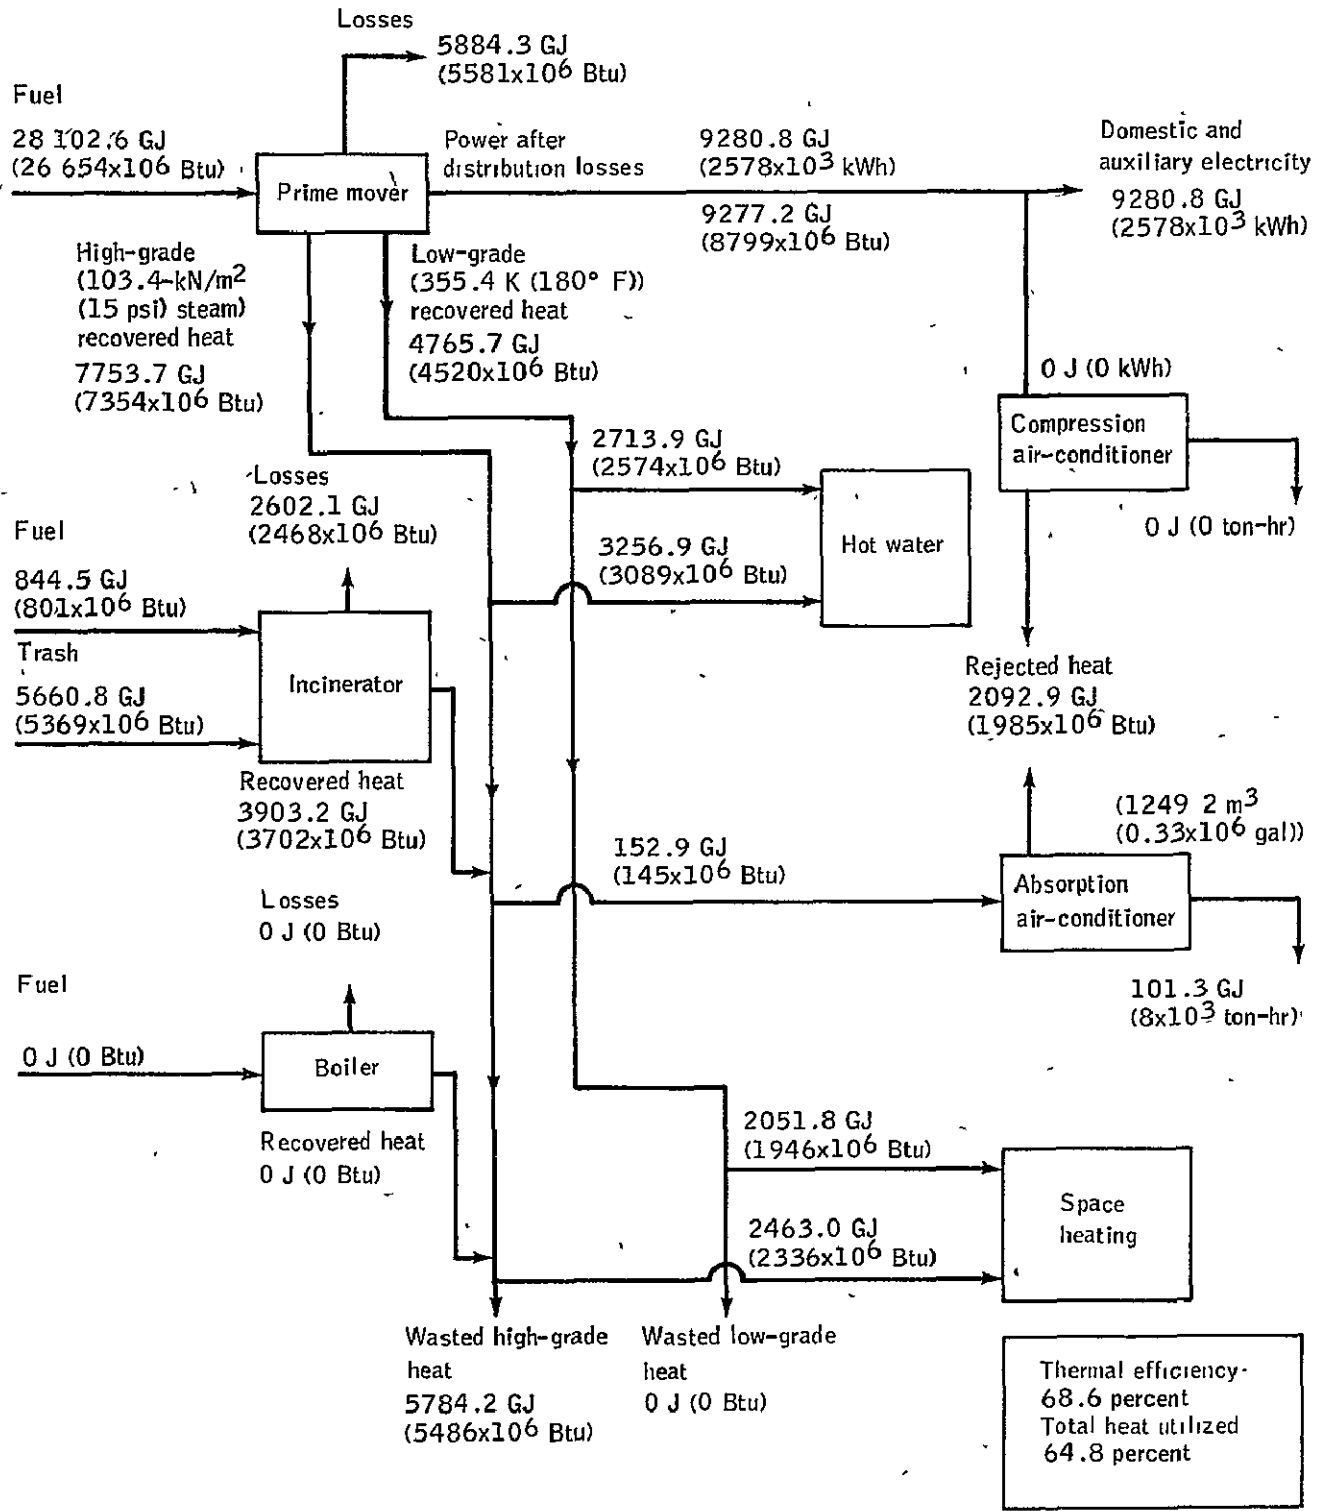 Losses
5884.3 GJ
(5581x10⁶ Btu)
Fuel
28 102.6 GJ
(26 654x10⁶ Btu)
Prime mover
Power after
distribution losses
9280.8 GJ
(2578x10³ kWh)
9277.2 GJ
(8799x10⁶ Btu)
Domestic and
auxiliary electricity
9280.8 GJ
(2578x10³ kWh)
High-grade
(103.4-kN/m²
(15 psi) steam)
recovered heat
7753.7 GJ
(7354x10⁶ Btu)
Low-grade
(355.4 K (180° F))
recovered heat
4765.7 GJ
(4520x10⁶ Btu)
0 J (0 kWh)
Compression
air-conditioner
0 J (0 ton-hr)
2713.9 GJ
(2574x10⁶ Btu)
Hot water
3256.9 GJ
(3089x10⁶ Btu)
Losses
2602.1 GJ
(2468x10⁶ Btu)
Fuel
844.5 GJ
(801x10⁶ Btu)
Trash
5660.8 GJ
(5369x10⁶ Btu)
Incinerator
Recovered heat
3903.2 GJ
(3702x10⁶ Btu)
Rejected heat
2092.9 GJ
(1985x10⁶ Btu)
(1249 2 m³
(0.33x10⁶ gal))
152.9 GJ
(145x10⁶ Btu)
Absorption
air-conditioner
101.3 GJ
(8x10³ ton-hr)
Losses
0 J (0 Btu)
Fuel
0 J (0 Btu)
Boiler
Recovered heat
0 J (0 Btu)
2051.8 GJ
(1946x10⁶ Btu)
2463.0 GJ
(2336x10⁶ Btu)
Space
heating
Wasted high-grade
heat
5784.2 GJ
(5486x10⁶ Btu)
Wasted low-grade
heat
0 J (0 Btu)
Thermal efficiency-
68.6 percent
Total heat utilized
64.8 percent